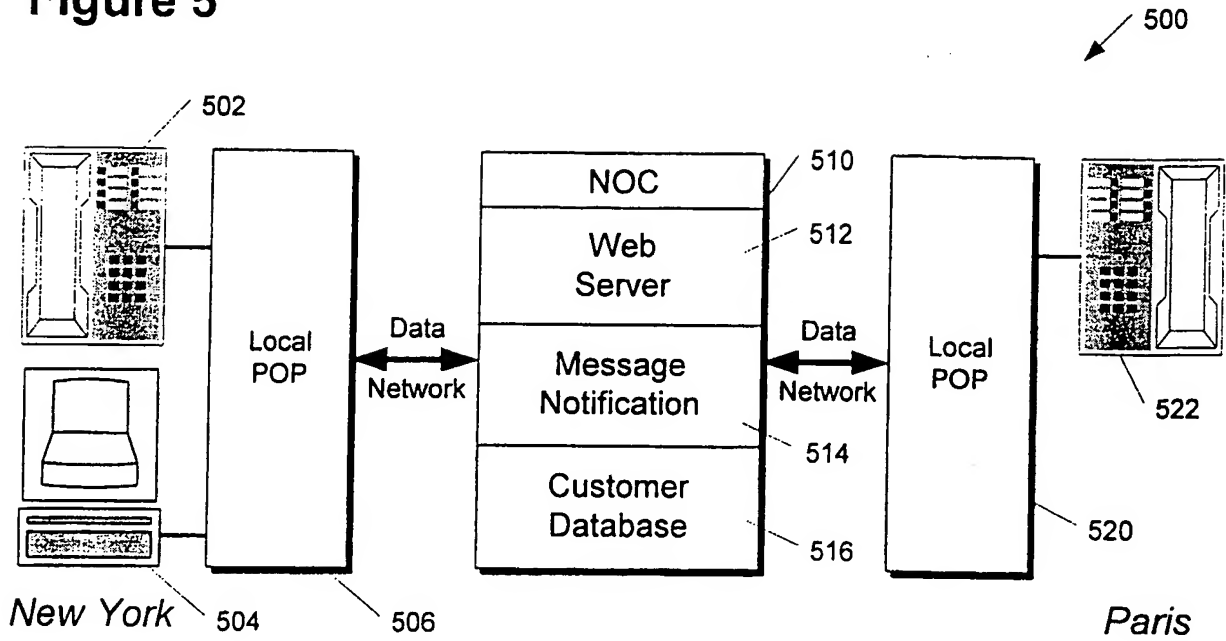 Figure 5
500
502
510
NOC
512
Web
Server
Local
POP
Data
Network
Message
Notification
Data
Network
Local
POP
522
514
Customer
Database
516
520
New York
504
506
Paris